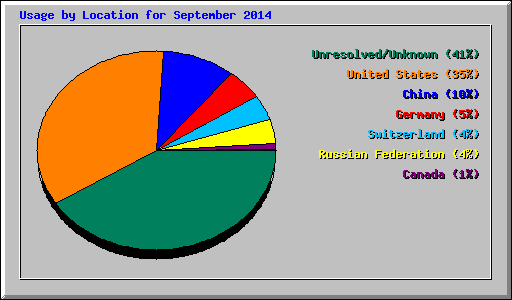 Usage by Location for September 2014
Unresolved/Unknown (41%)
United States (35%)
China (10%)
Germany (5%)
Switzerland (4%)
Russian Federation (4%)
Canada (1%)